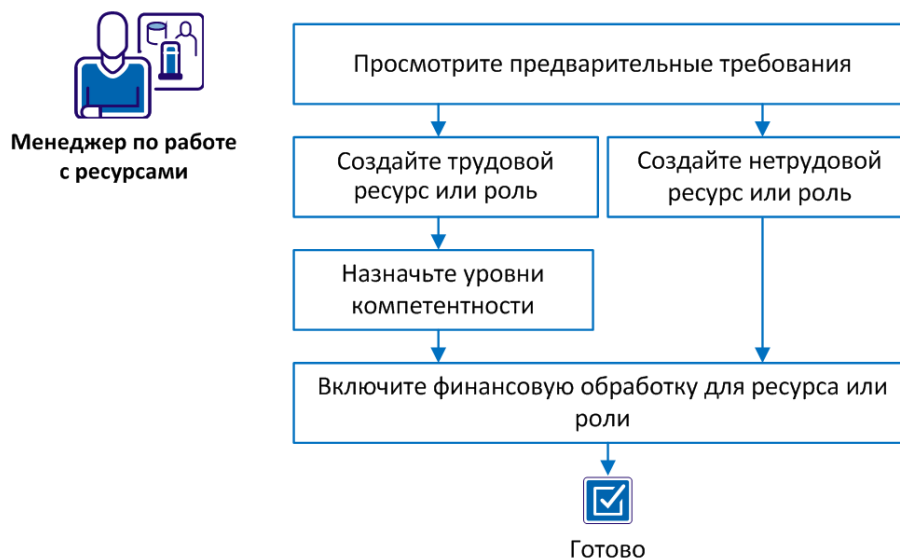 Менеджер по работе
с ресурсами
Просмотрите предварительные требования
Создайте трудовой
ресурс или роль
Создайте нетрудовой
ресурс или роль
Назначьте уровни
компетентности
Включите финансовую обработку для ресурса или
роли
Готово